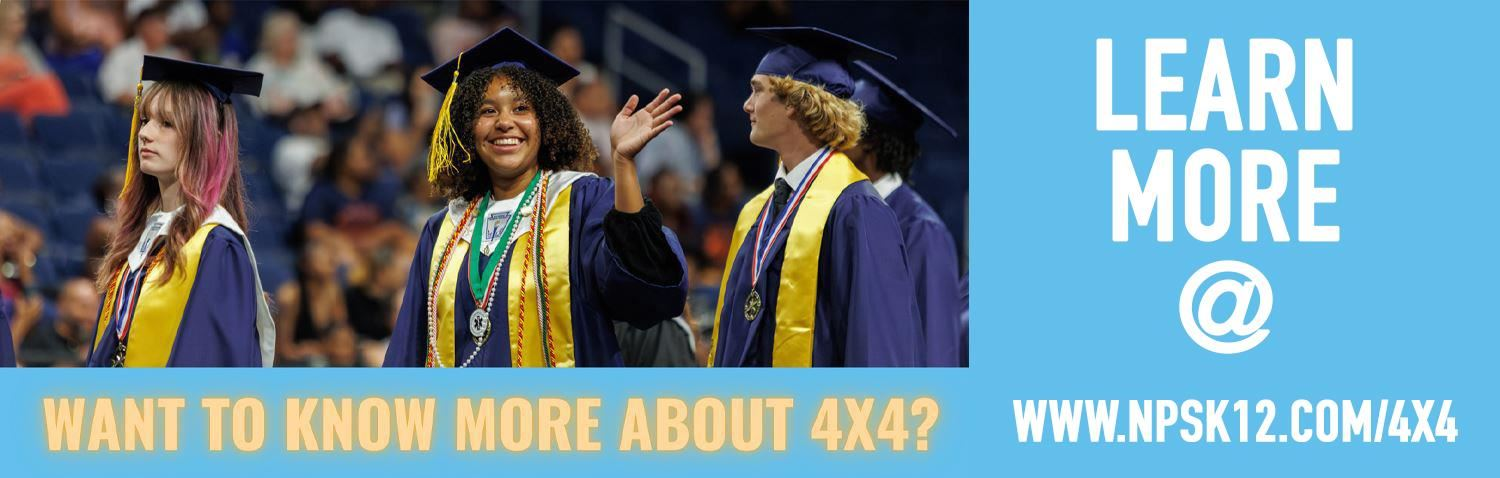 WANT TO KNOW MORE ABOUT 4X4?
LEARN
MORE
@
WWW.NPSK12.COM/4X4